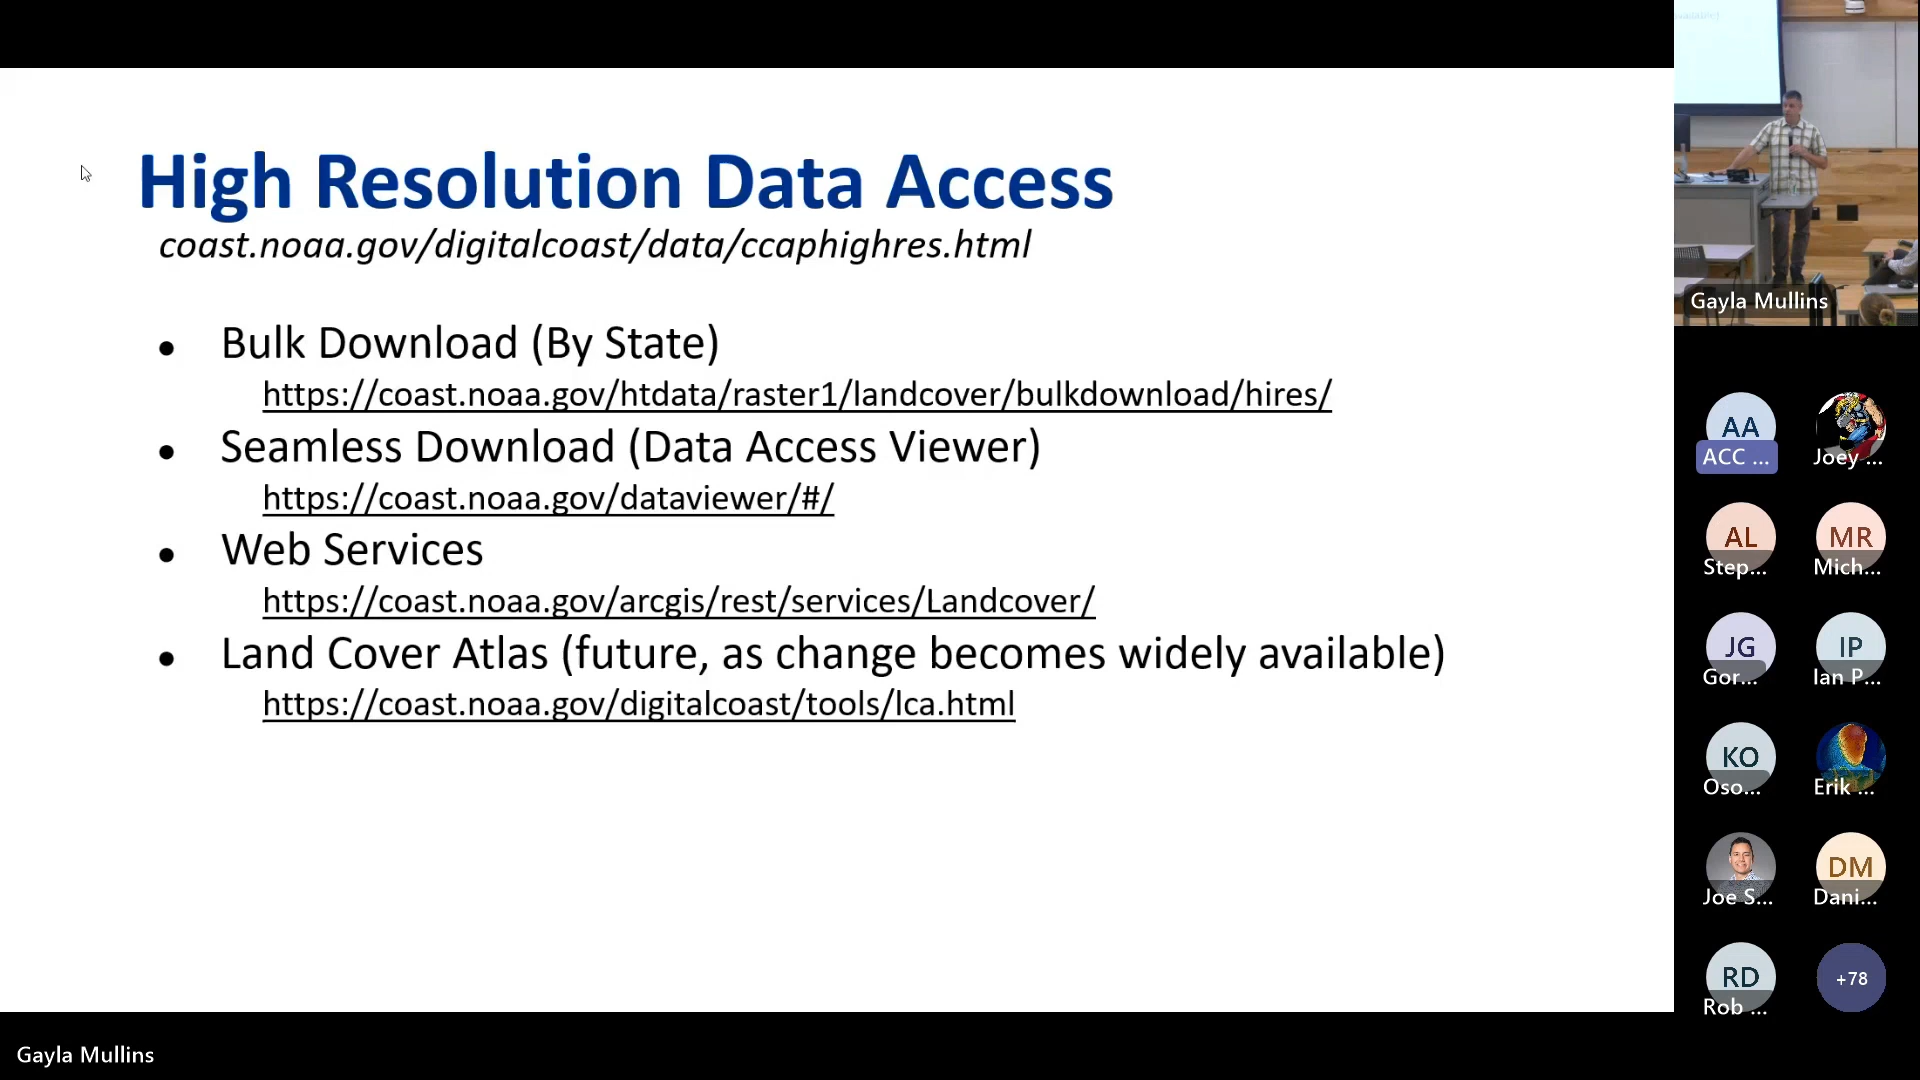 High Resolution Data Access
coast.noaa.gov/digitalcoast/data/ccaphighres.html
● Bulk Download (By State)
https://coast.noaa.gov/htdata/raster1/landcover/bulkdownload/hires/
● Seamless Download (Data Access Viewer)
https://coast.noaa.gov/dataviewer/#/
● Web Services
https://coast.noaa.gov/arcgis/rest/services/Landcover/
● Land Cover Atlas (future, as change becomes widely available)
https://coast.noaa.gov/digitalcoast/tools/lca.html
Gayla Mullins
AA
ACC ...
Joey ...
AL
Step...
MR
Mich...
JG
Gor...
IP
Ian P...
KO
Oso...
Erik ...
Joe S...
DM
Dani...
RD
Rob ...
+78
Gayla Mullins